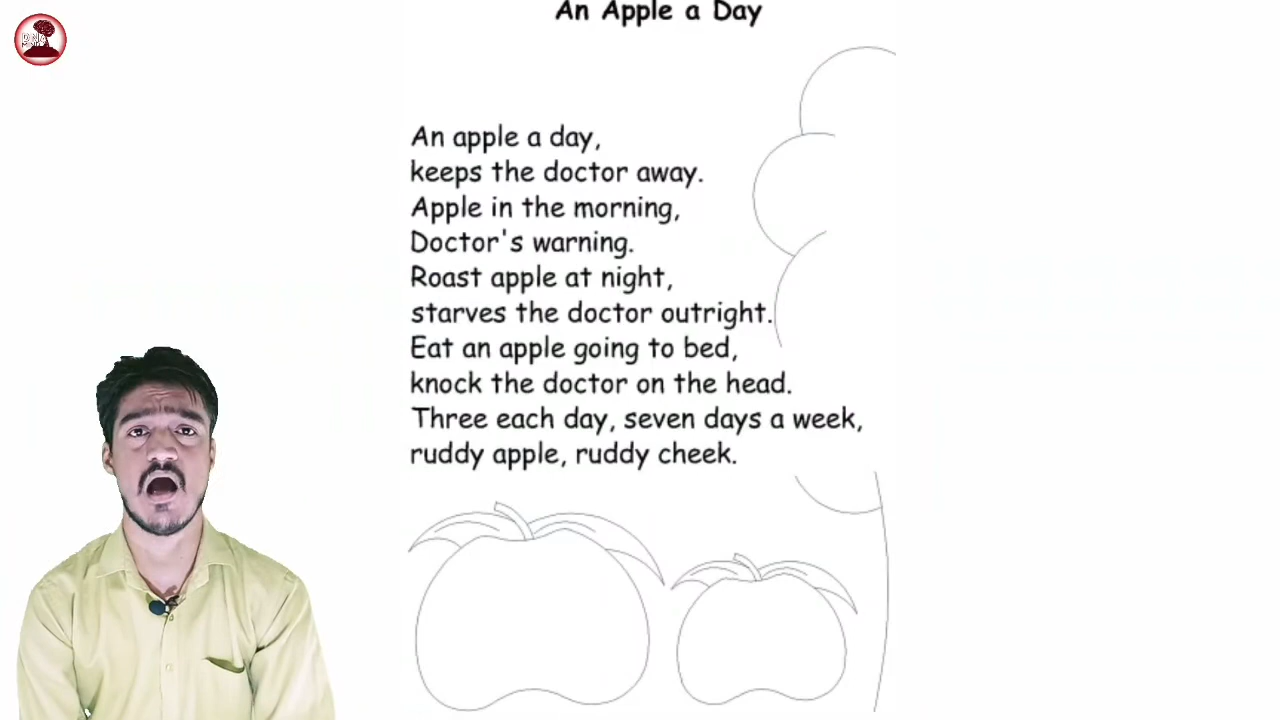 An Apple a Day
An apple a day,
keeps the doctor away.
Apple in the morning,
Doctor's warning.
Roast apple at night,
starves the doctor outright.
Eat an apple going to bed,
knock the doctor on the head.
Three each day, seven days a week,
ruddy apple, ruddy cheek.